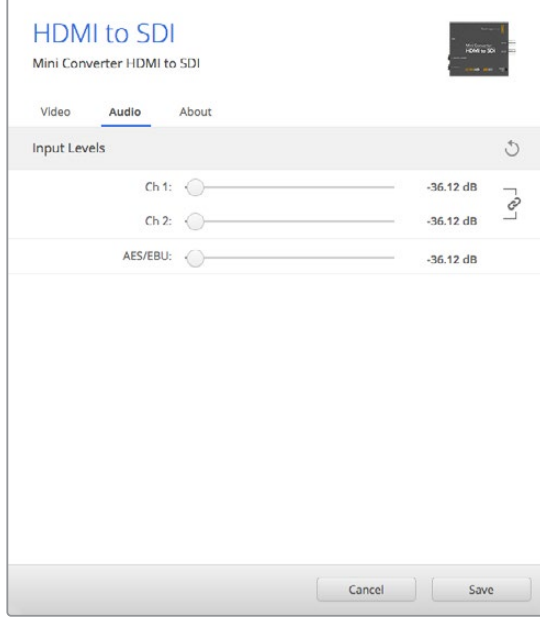 HDMI to SDI
Mini Converter HDMI to SDI
Video Audio About
Input Levels
Ch 1: -36.12 dB
Ch 2: -36.12 dB
AES/EBU: -36.12 dB
Cancel Save